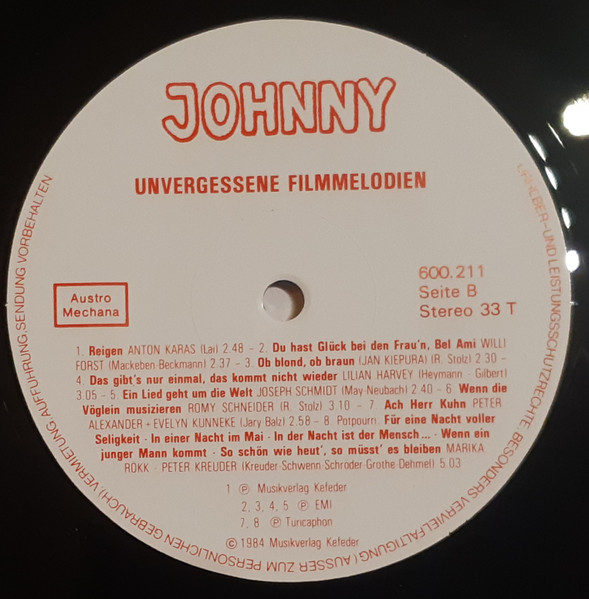 JOHNNY
UNVERGESSENE FILMMELODIEN
Austro
Mechana
600.211
Seite B
Stereo 33 T
1. Reigen ANTON KARAS (Lai) 2.48 – 2. Du hast Glück bei den Frau'n, Bel Ami WILLI
FORST (Mackeben-Beckmann) 2.37 – 3. Ob blond, ob braun (JAN KIEPURA) (R. Stolz) 2.30 –
4. Das gibt's nur einmal, das kommt nicht wieder LILIAN HARVEY (Heymann - Gilbert)
3.05 – 5. Ein Lied geht um die Welt JOSEPH SCHMIDT (May-Neubach) 2.40 – 6. Wenn die
Vöglein musizieren ROMY SCHNEIDER (R. Stolz) 3.10 – 7. Ach Herr Kuhn PETER
ALEXANDER + EVELYN KUNNEKE (Jary Balz) 2.58 – 8. Potpourri. Für eine Nacht voller
Seligkeit · In einer Nacht im Mai · In der Nacht ist der Mensch ... · Wenn ein
junger Mann kommt · So schön wie heut', so müsst' es bleiben MARIKA
ROKK · PETER KREUDER (Kreuder-Schwenn-Schröder-Grothe-Dehmel) 5.03
1 Ⓟ Musikverlag Kefeder
2, 3, 4, 5 Ⓟ EMI
7, 8 Ⓟ Turicaphon
© 1984 Musikverlag Kefeder
URHEBER-UND LEISTUNGSSCHUTZRECHTE BESONDERS VERVIELFÄLTIGUNG (AUSSER ZUM PERSÖNLICHEN GEBRAUCH) VERMIETUNG, AUFFÜHRUNG, SENDUNG VORBEHALTEN